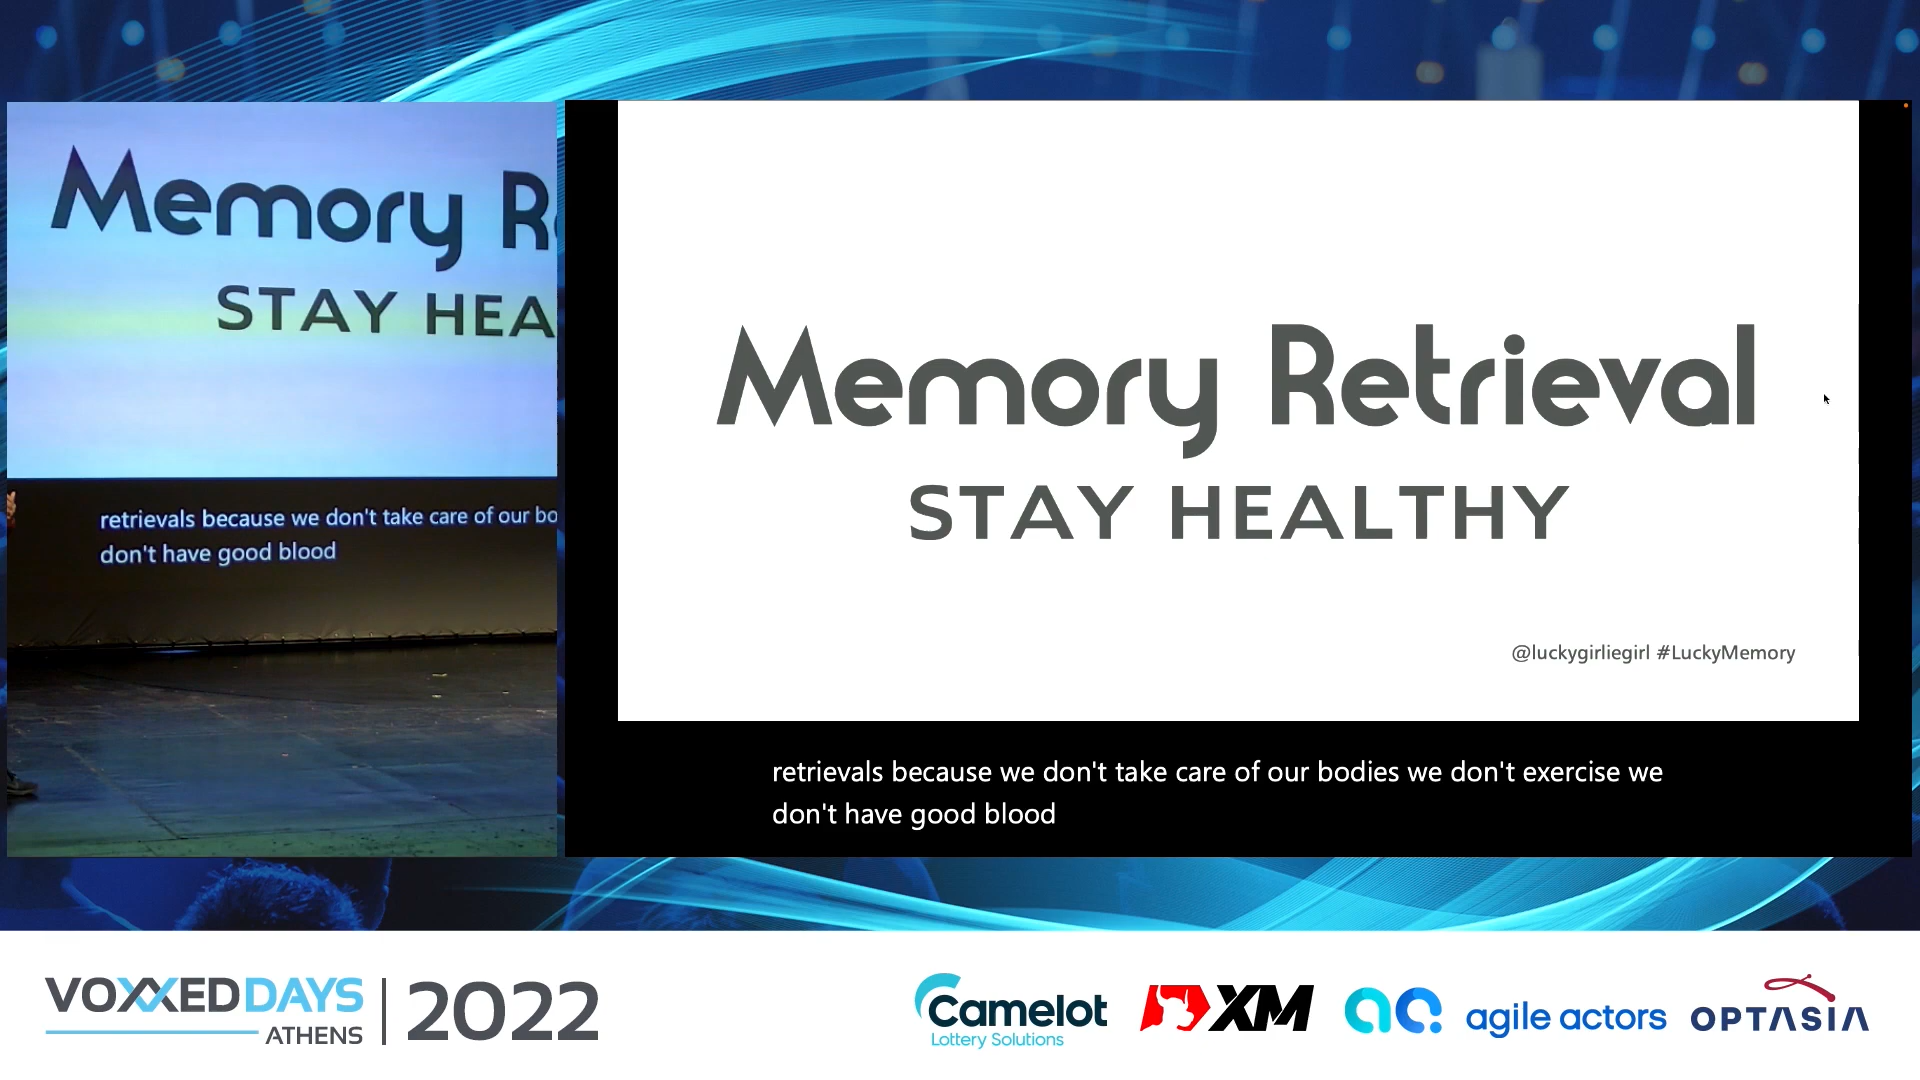 Memory R
STAY HEA
retrievals because we don't take care of our bo
don't have good blood
Memory Retrieval
STAY HEALTHY
@luckygirliegirl #LuckyMemory
retrievals because we don't take care of our bodies we don't exercise we
don't have good blood
VOXXEDDAYS
ATHENS
2022
Camelot
Lottery Solutions
XM
agile actors
OPTASIA